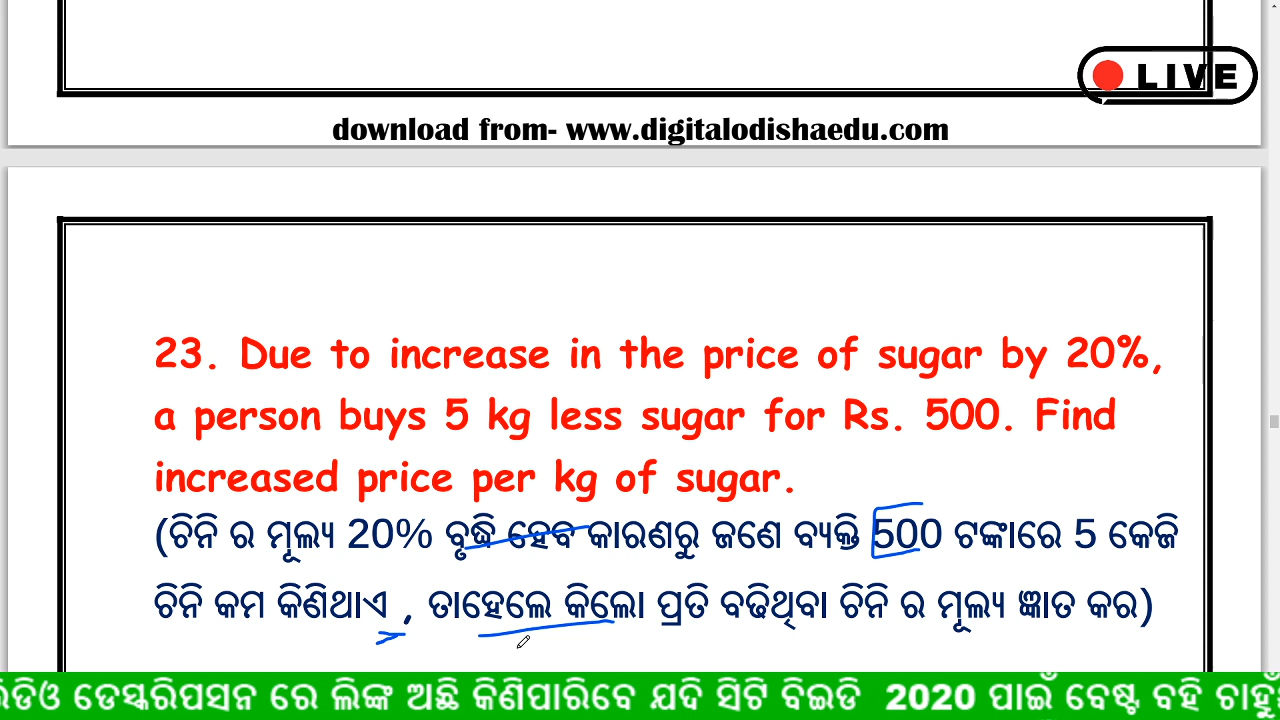 LIVE
download from- www.digitalodishaedu.com
23. Due to increase in the price of sugar by 20%,
a person buys 5 kg less sugar for Rs. 500. Find
increased price per kg of sugar.
(ଚିନି ର ମୂଲ୍ୟ 20% ବୃଦ୍ଧି ହେବ କାରଣରୁ ଜଣେ ବ୍ୟକ୍ତି 500 ଟଙ୍କାରେ 5 କେଜି
ଚିନି କମ କିଣିଥାଏ , ତାହେଲେ କିଲୋ ପ୍ରତି ବଢିଥିବା ଚିନି ର ମୂଲ୍ୟ ଜ୍ଞାତ କର)
ଡେସ୍କରିପସନ ରେ ଲିଙ୍କ ଅଛି କିଣିପାରିବେ ଯଦି ସିଟି ବିଇଡି 2020 ପାଇଁ ବେଷ୍ଟ ବହି